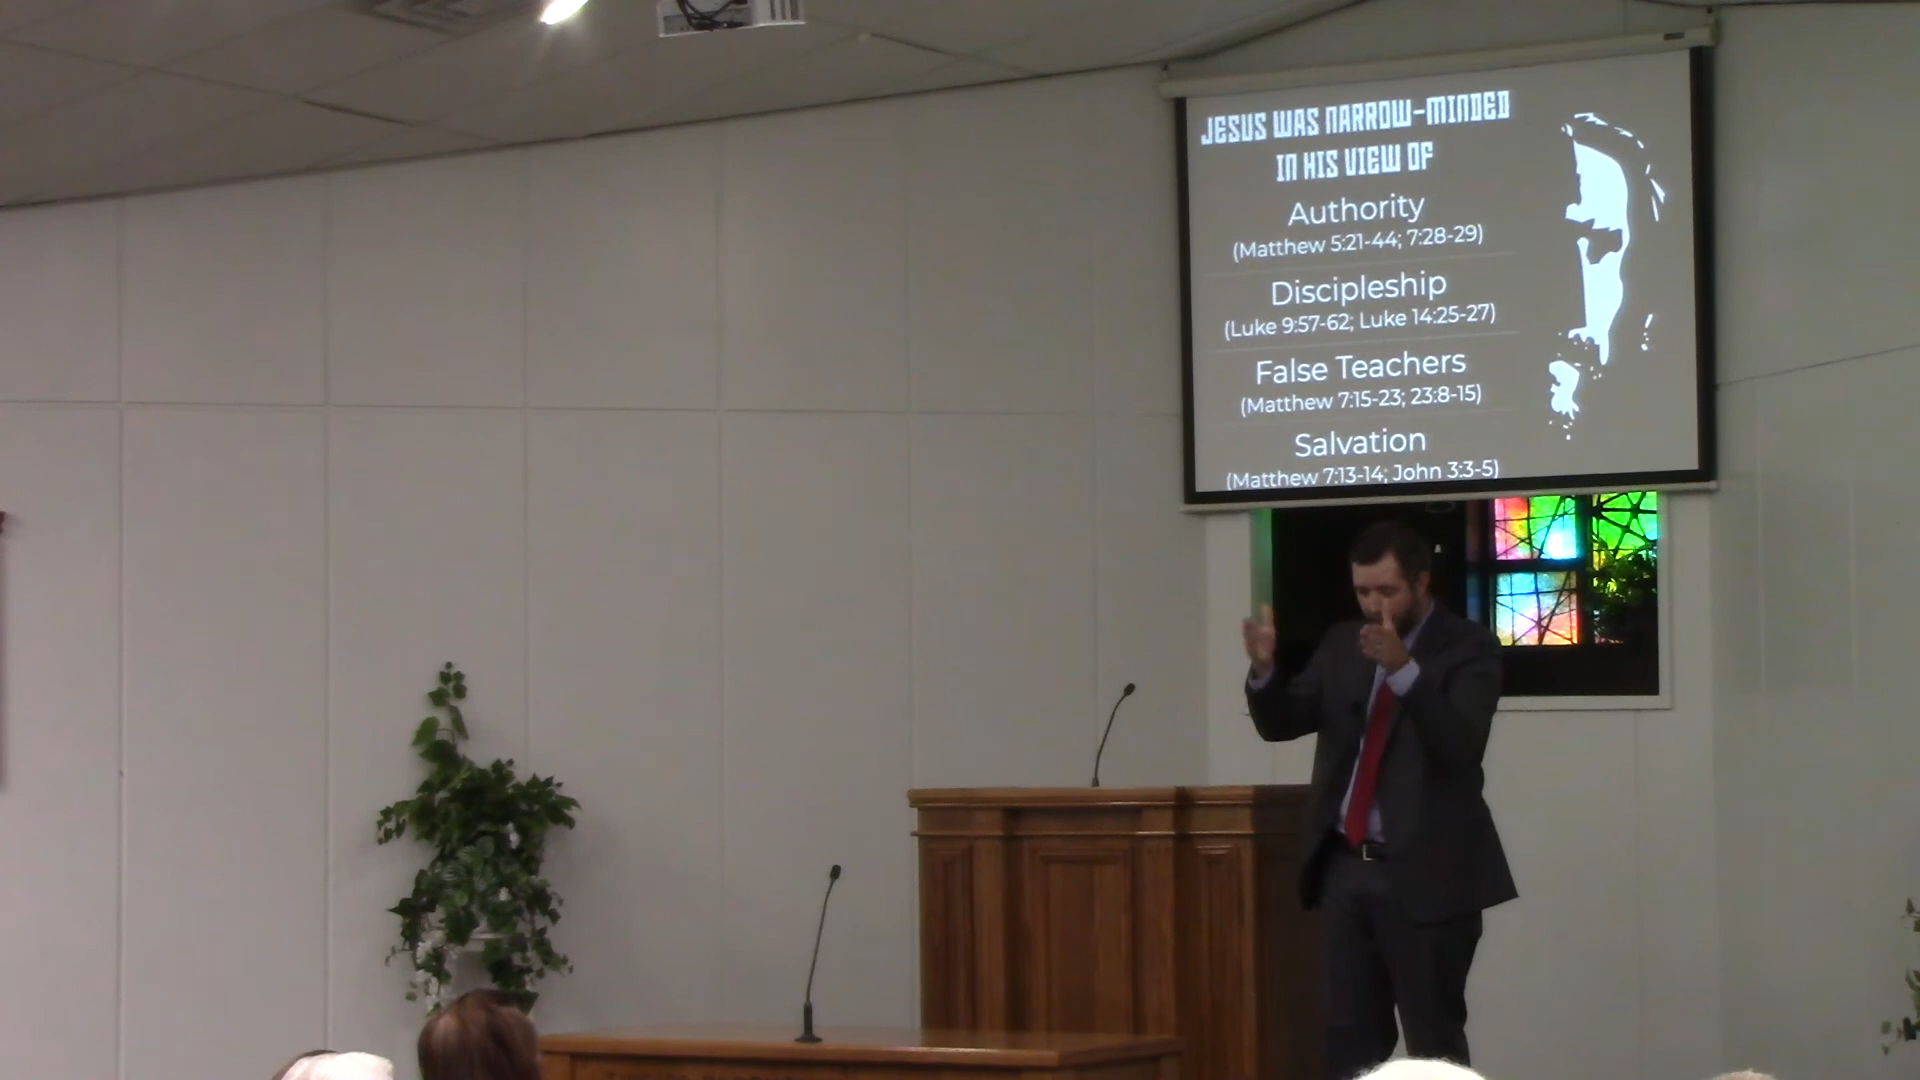 JESUS WAS NARROW-MINDED
IN HIS VIEW OF
Authority
(Matthew 5:21-44; 7:28-29)
Discipleship
(Luke 9:57-62; Luke 14:25-27)
False Teachers
(Matthew 7:15-23; 23:8-15)
Salvation
(Matthew 7:13-14; John 3:3-5)